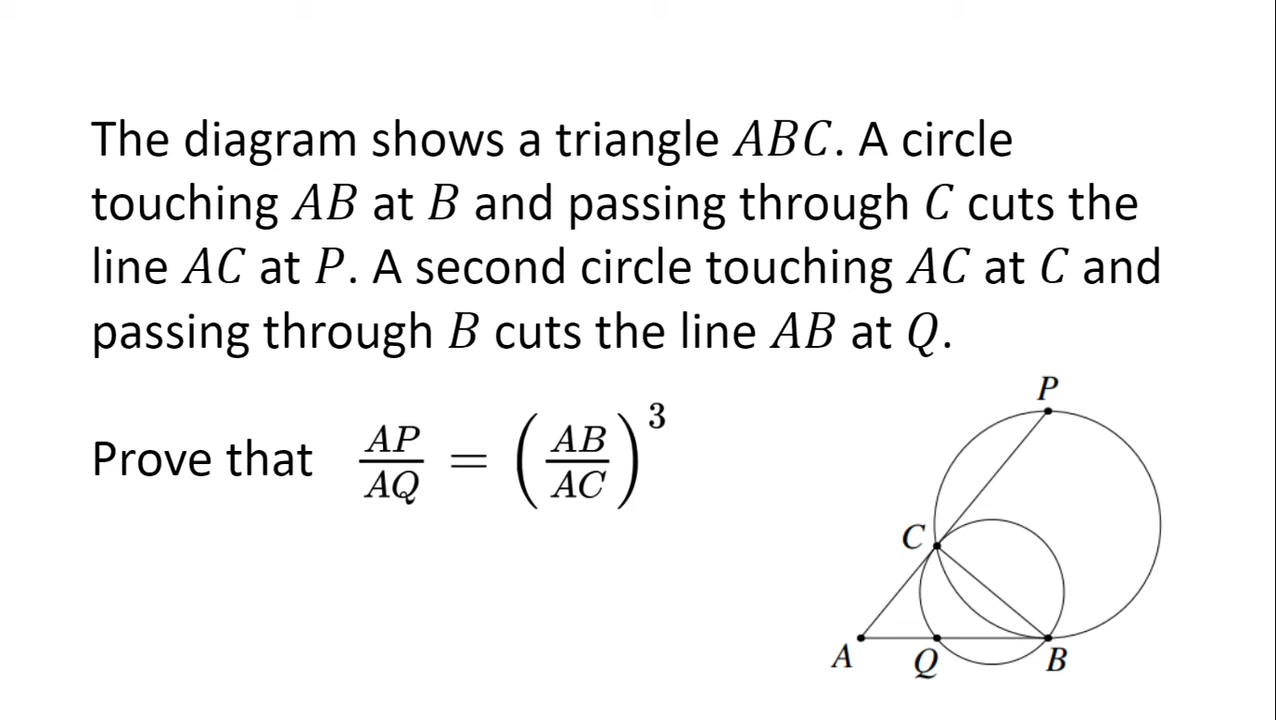 The diagram shows a triangle ABC. A circle
touching AB at B and passing through C cuts the
line AC at P. A second circle touching AC at C and
passing through B cuts the line AB at Q.
Prove that AP/AQ = (AB/AC)³
P
C
A
Q
B